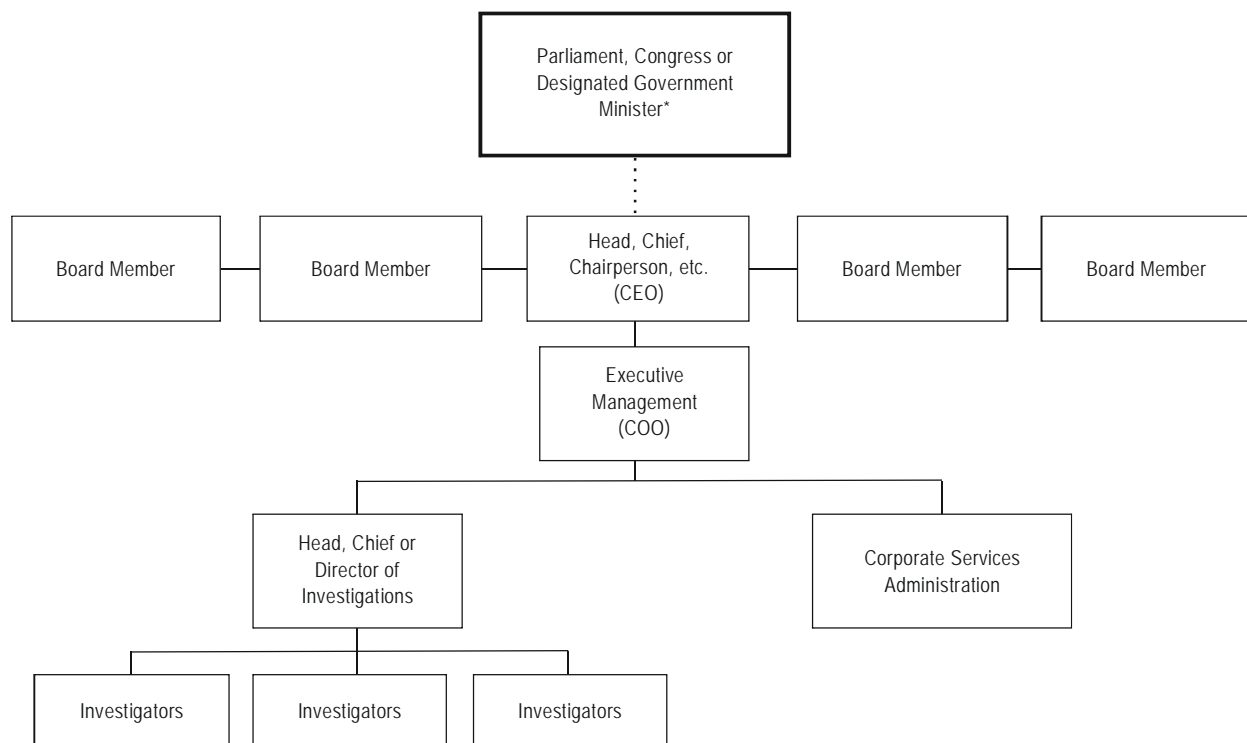 Parliament, Congress or
Designated Government
Minister*
Board Member
Board Member
Head, Chief,
Chairperson, etc.
(CEO)
Board Member
Board Member
Executive
Management
(COO)
Head, Chief or
Director of
Investigations
Corporate Services
Administration
Investigators
Investigators
Investigators